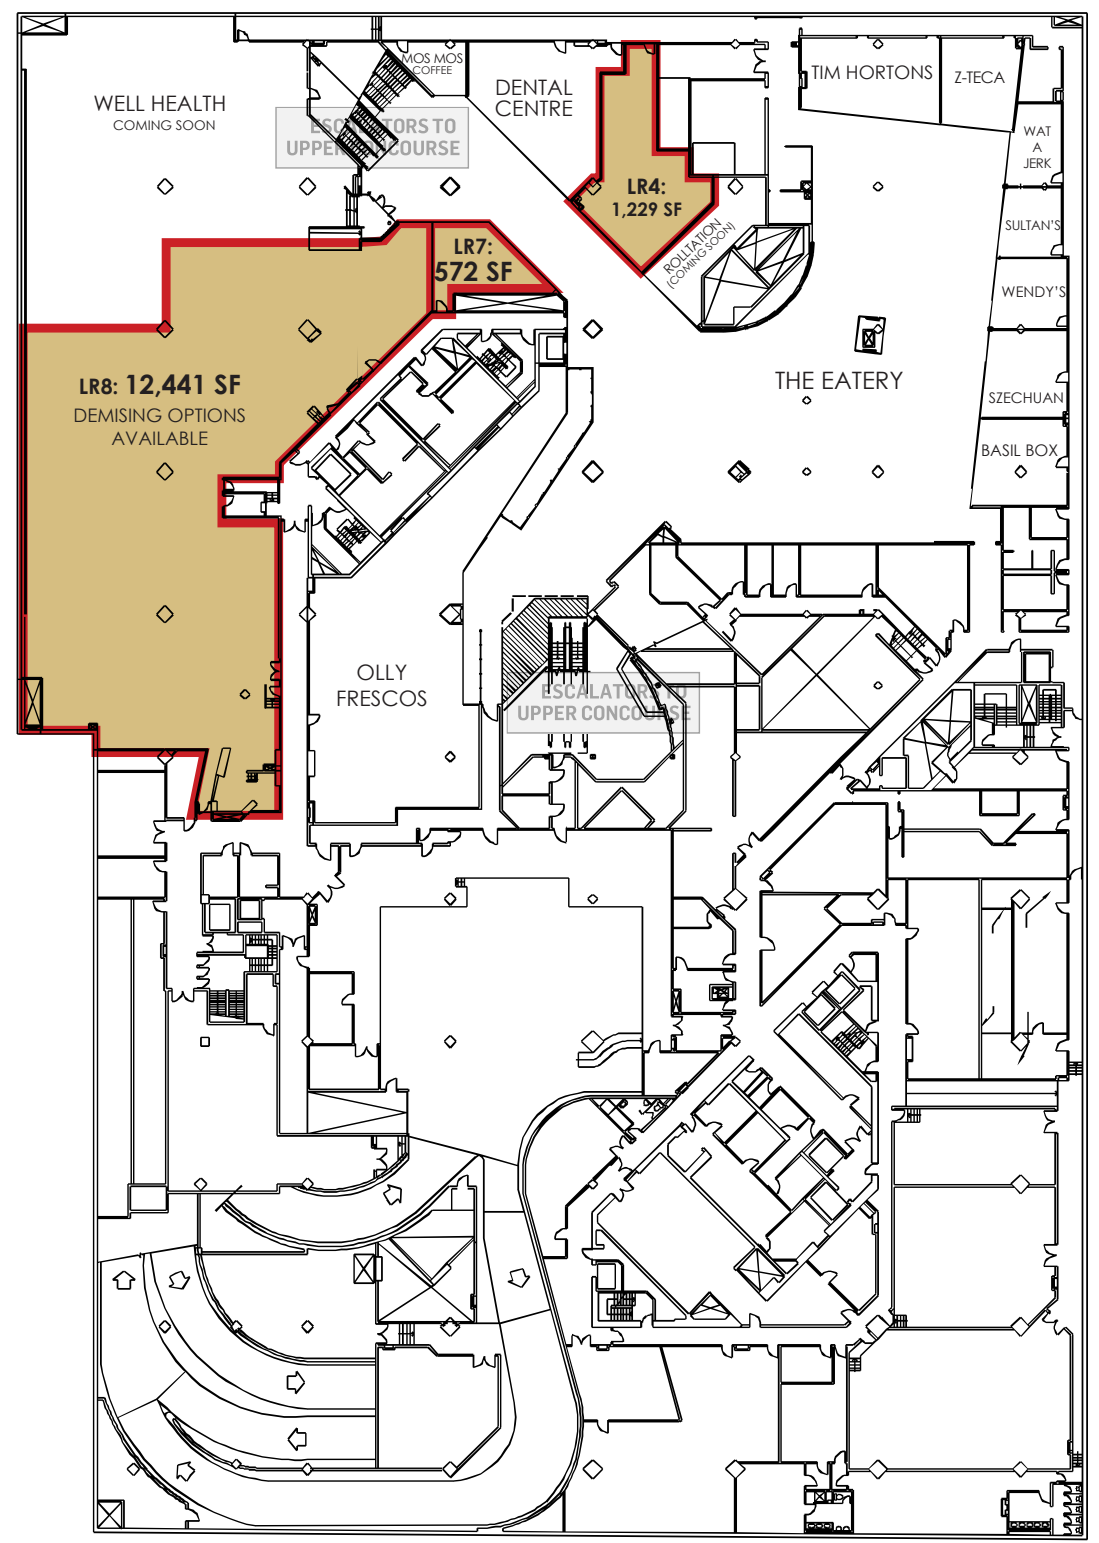 MOS MOS
COFFEE
WELL HEALTH
COMING SOON
DENTAL
CENTRE
TIM HORTONS
Z-TECA
ESCALATORS TO
UPPER CONCOURSE
WAT
A
JERK
LR4:
1,229 SF
SULTAN'S
ROLLTATION
(COMING SOON)
LR7:
572 SF
WENDY'S
LR8: 12,441 SF
DEMISING OPTIONS
AVAILABLE
THE EATERY
SZECHUAN
BASIL BOX
OLLY
FRESCOS
ESCALATORS TO
UPPER CONCOURSE